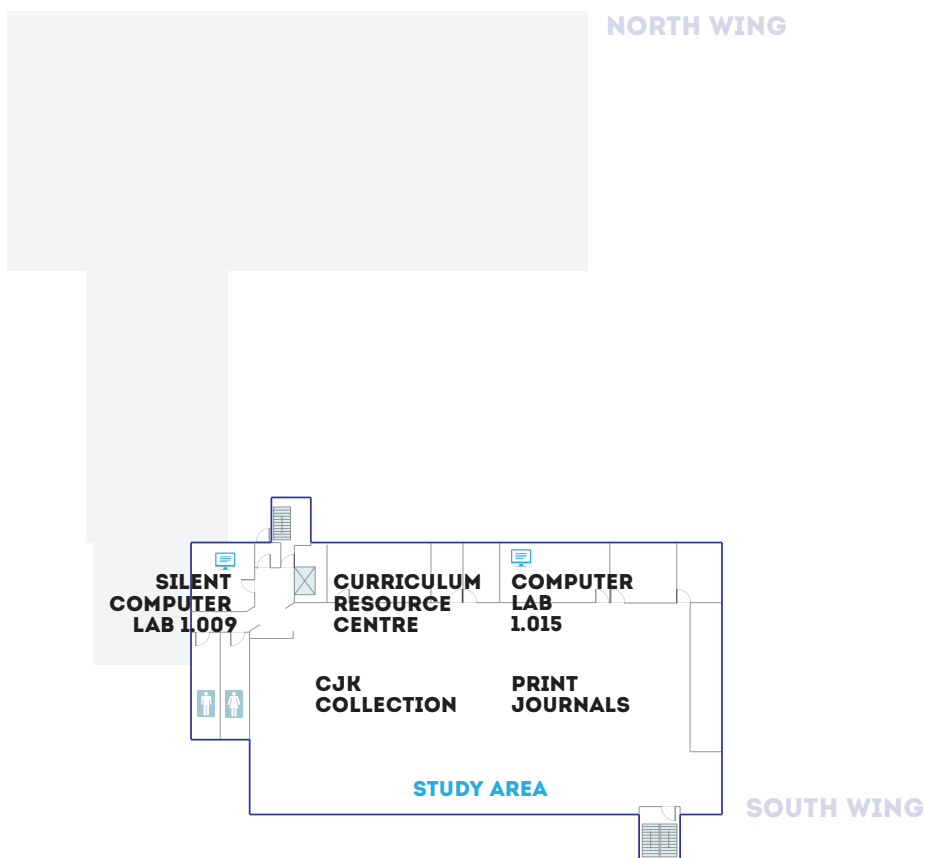 NORTH WING
SILENT
COMPUTER
LAB 1.009
CURRICULUM
RESOURCE
CENTRE
COMPUTER
LAB
1.015
CJK
COLLECTION
PRINT
JOURNALS
STUDY AREA
SOUTH WING